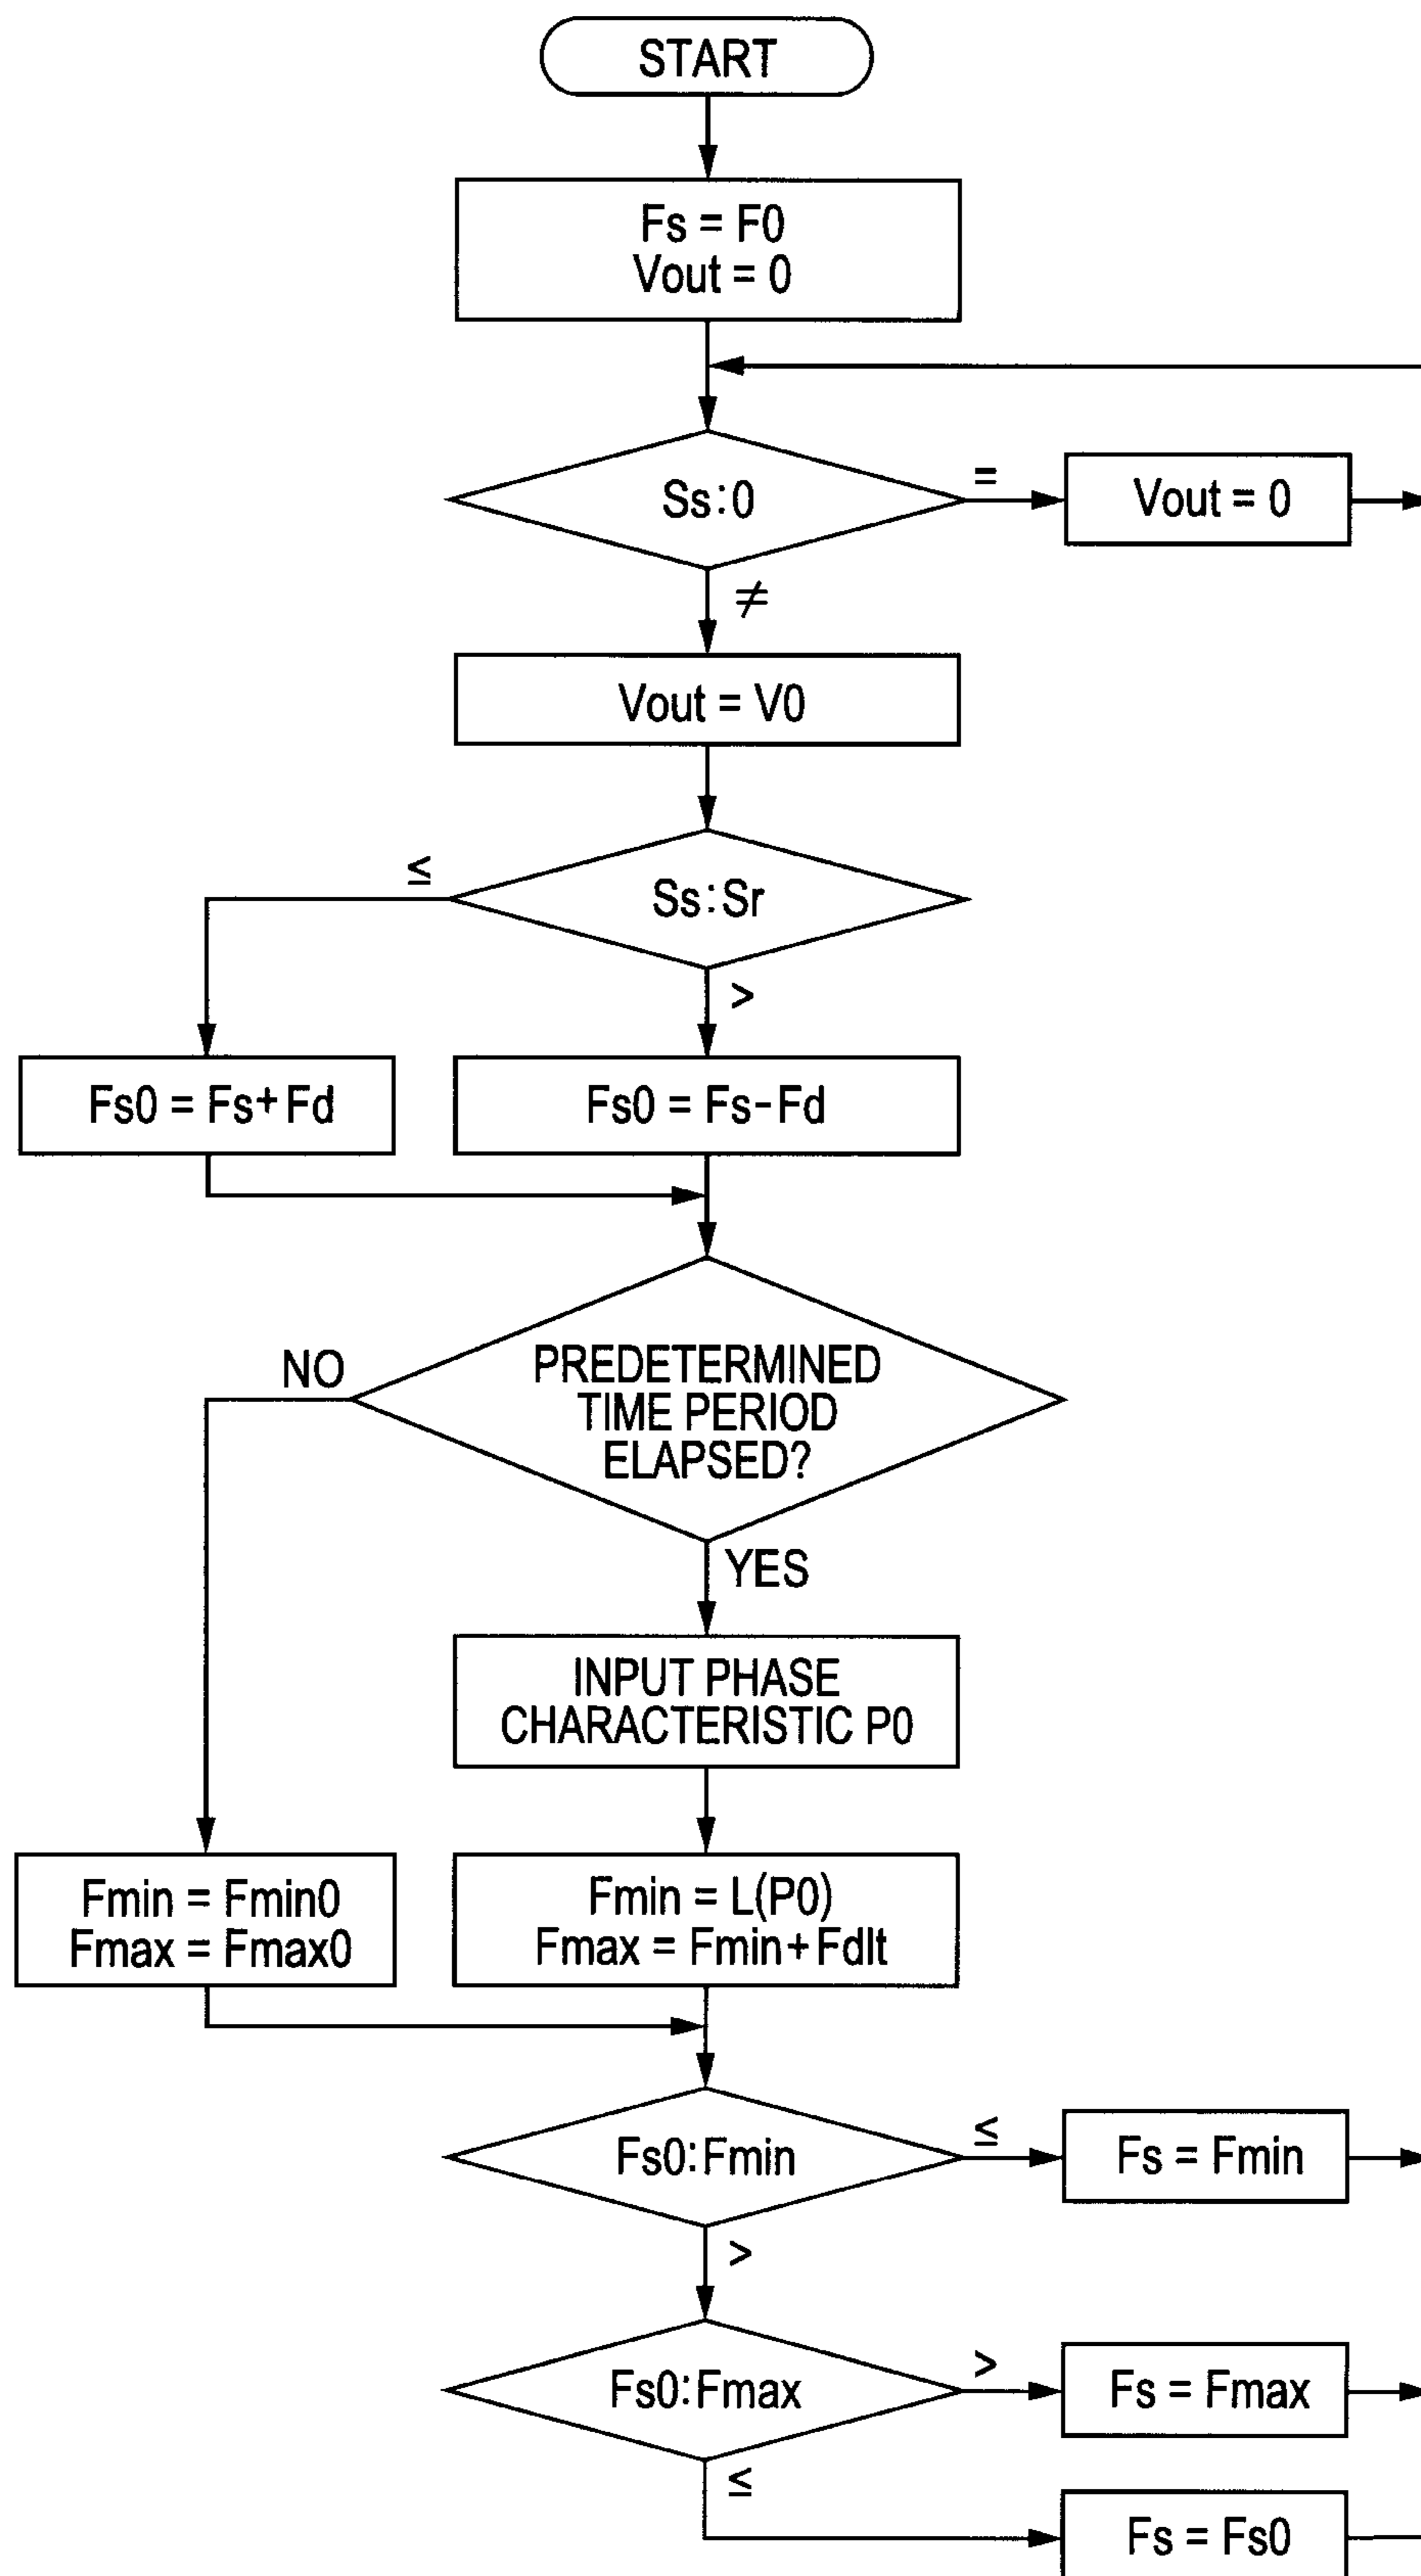 START
Fs = F0
Vout = 0
Ss:0
=
Vout = 0
≠
Vout = V0
≤
Ss:Sr
>
Fs0 = Fs+Fd
Fs0 = Fs-Fd
NO
PREDETERMINED
TIME PERIOD
ELAPSED?
YES
INPUT PHASE
CHARACTERISTIC P0
Fmin = Fmin0
Fmax = Fmax0
Fmin = L(P0)
Fmax = Fmin+Fdlt
Fs0:Fmin
≤
Fs = Fmin
>
Fs0:Fmax
>
Fs = Fmax
≤
Fs = Fs0